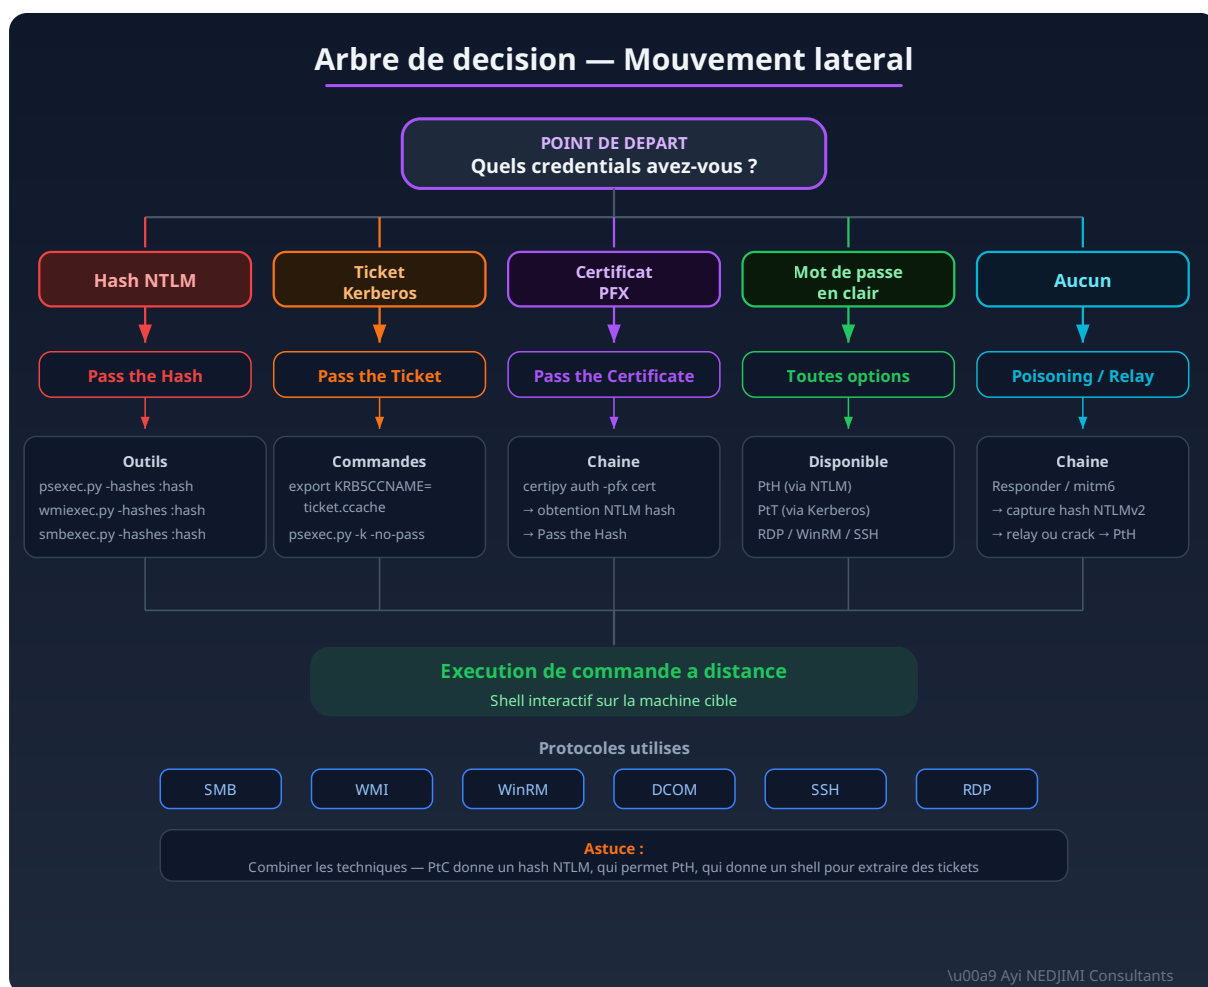 Arbre de decision — Mouvement lateral
POINT DE DEPART
Quels credentials avez-vous ?
Hash NTLM
Ticket
Kerberos
Certificat
PFX
Mot de passe
en clair
Aucun
Pass the Hash
Pass the Ticket
Pass the Certificate
Toutes options
Poisoning / Relay
Outils
psexec.py -hashes :hash
wmiexec.py -hashes :hash
smbexec.py -hashes :hash
Commandes
export KRB5CCNAME=
ticket.ccache
psexec.py -k -no-pass
Chaine
certipy auth -pfx cert
→ obtention NTLM hash
→ Pass the Hash
Disponible
PtH (via NTLM)
PtT (via Kerberos)
RDP / WinRM / SSH
Chaine
Responder / mitm6
→ capture hash NTLMv2
→ relay ou crack → PtH
Execution de commande a distance
Shell interactif sur la machine cible
Protocoles utilises
SMB
WMI
WinRM
DCOM
SSH
RDP
Astuce :
Combiner les techniques — PtC donne un hash NTLM, qui permet PtH, qui donne un shell pour extraire des tickets
\u00a9 Ayi NEDJIMI Consultants